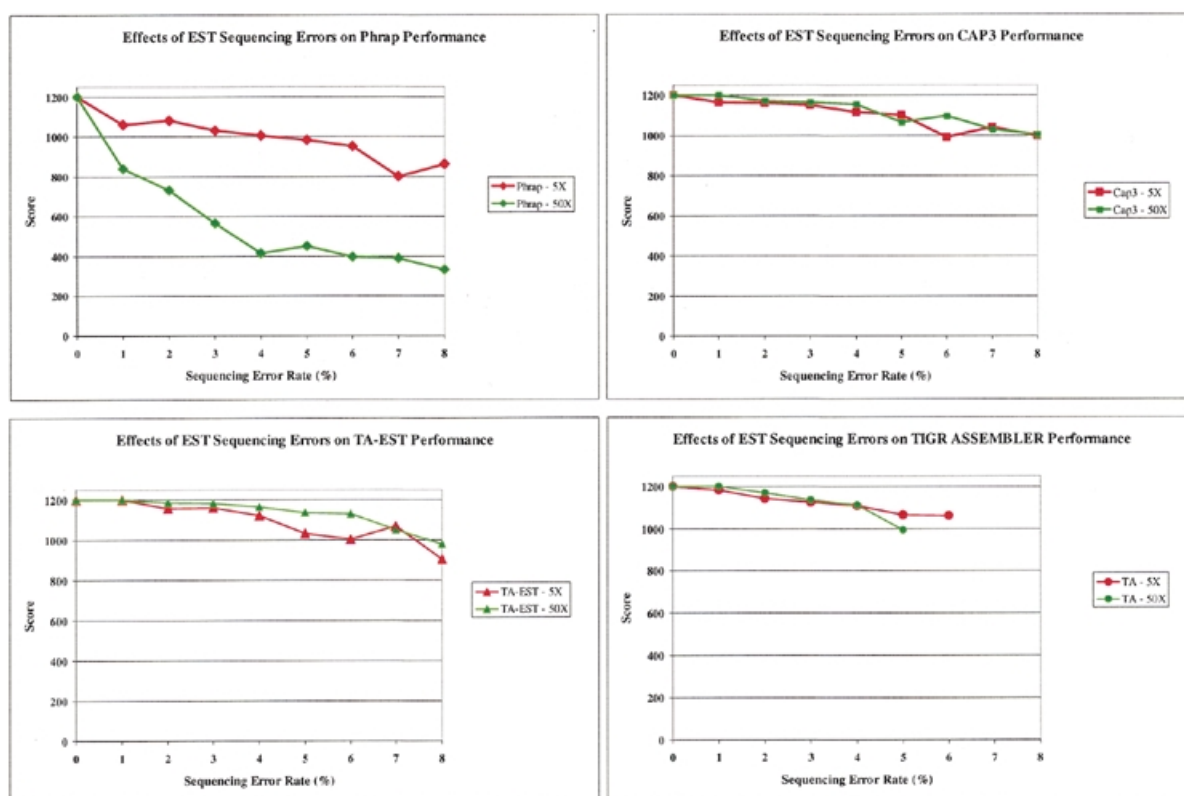 Effects of EST Sequencing Errors on Phrap Performance
1200
1000
800
600
400
200
0
Score
0 1 2 3 4 5 6 7 8
Sequencing Error Rate (%)
Phrap - 5X
Phrap - 50X
Effects of EST Sequencing Errors on CAP3 Performance
1200
1000
800
600
400
200
0
Score
0 1 2 3 4 5 6 7 8
Sequencing Error Rate (%)
Cap3 - 5X
Cap3 - 50X
Effects of EST Sequencing Errors on TA-EST Performance
1200
1000
800
600
400
200
0
Score
0 1 2 3 4 5 6 7 8
Sequencing Error Rate (%)
TA-EST - 5X
TA-EST - 50X
Effects of EST Sequencing Errors on TIGR ASSEMBLER Performance
1200
1000
800
600
400
200
0
Score
0 1 2 3 4 5 6 7 8
Sequencing Error Rate (%)
TA - 5X
TA - 50X